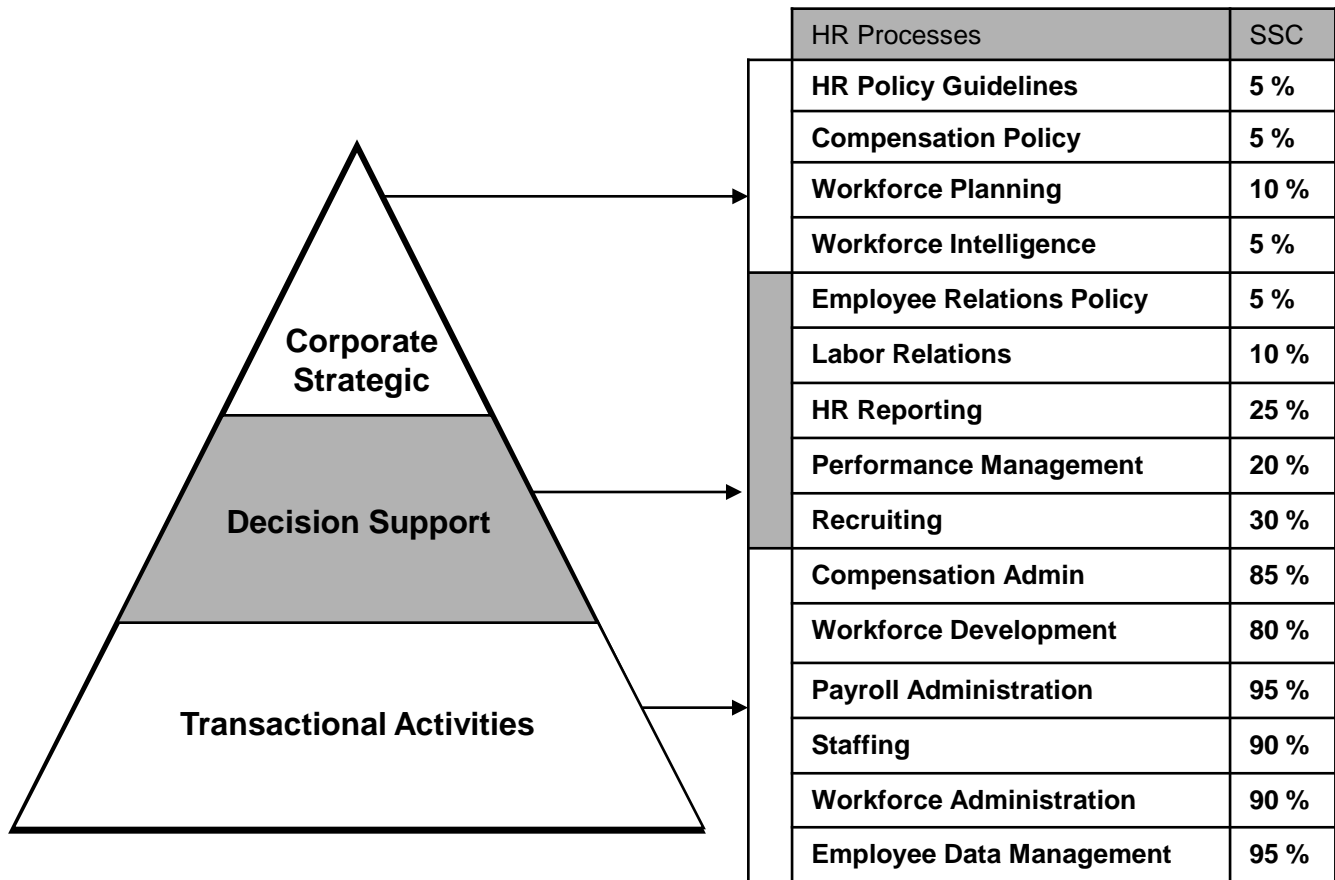 Corporate
Strategic
Decision Support
Transactional Activities
HR Processes SSC
HR Policy Guidelines 5 %
Compensation Policy 5 %
Workforce Planning 10 %
Workforce Intelligence 5 %
Employee Relations Policy 5 %
Labor Relations 10 %
HR Reporting 25 %
Performance Management 20 %
Recruiting 30 %
Compensation Admin 85 %
Workforce Development 80 %
Payroll Administration 95 %
Staffing 90 %
Workforce Administration 90 %
Employee Data Management 95 %